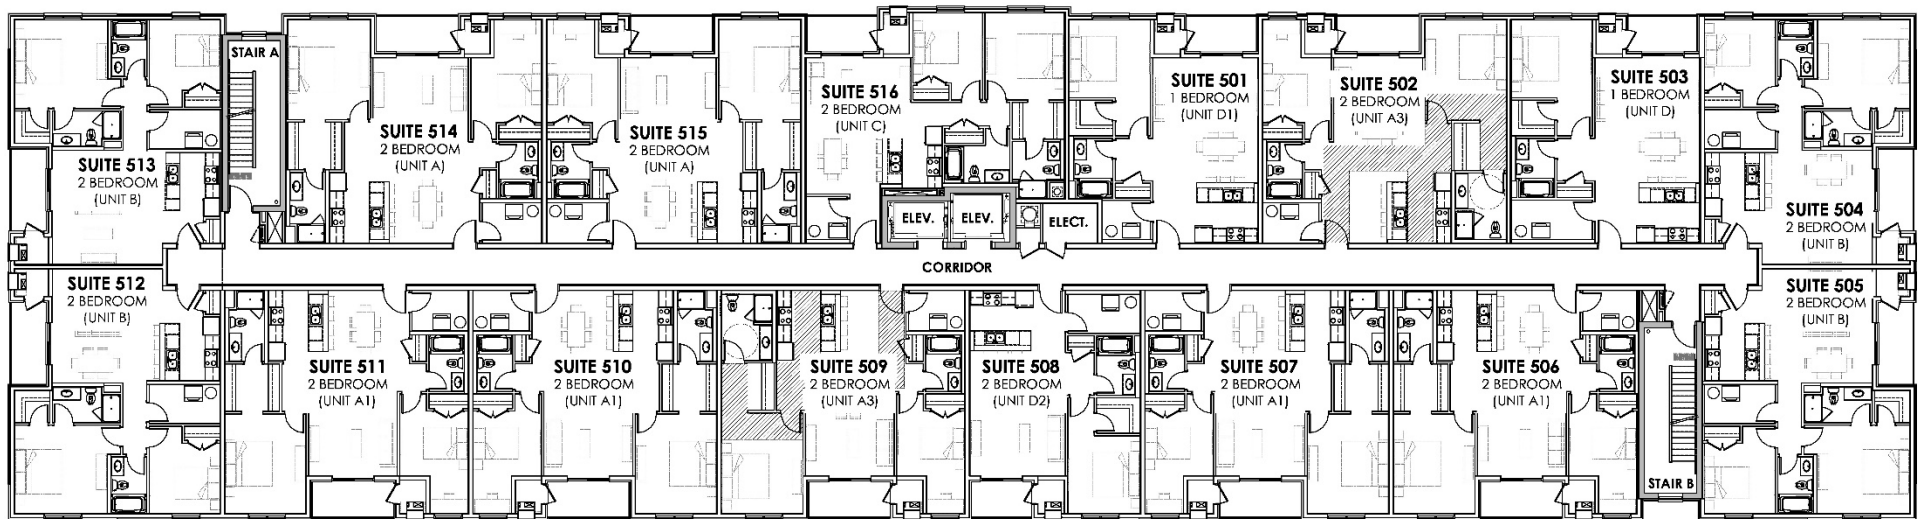 STAIR A
SUITE 513
2 BEDROOM
(UNIT B)
SUITE 514
2 BEDROOM
(UNIT A)
SUITE 515
2 BEDROOM
(UNIT A)
SUITE 516
2 BEDROOM
(UNIT C)
SUITE 501
1 BEDROOM
(UNIT D1)
SUITE 502
2 BEDROOM
(UNIT A3)
SUITE 503
1 BEDROOM
(UNIT D)
SUITE 504
2 BEDROOM
(UNIT B)
ELEV.
ELEV.
ELECT.
CORRIDOR
SUITE 512
2 BEDROOM
(UNIT B)
SUITE 511
2 BEDROOM
(UNIT A1)
SUITE 510
2 BEDROOM
(UNIT A1)
SUITE 509
2 BEDROOM
(UNIT A3)
SUITE 508
2 BEDROOM
(UNIT D2)
SUITE 507
2 BEDROOM
(UNIT A1)
SUITE 506
2 BEDROOM
(UNIT A1)
SUITE 505
2 BEDROOM
(UNIT B)
STAIR B